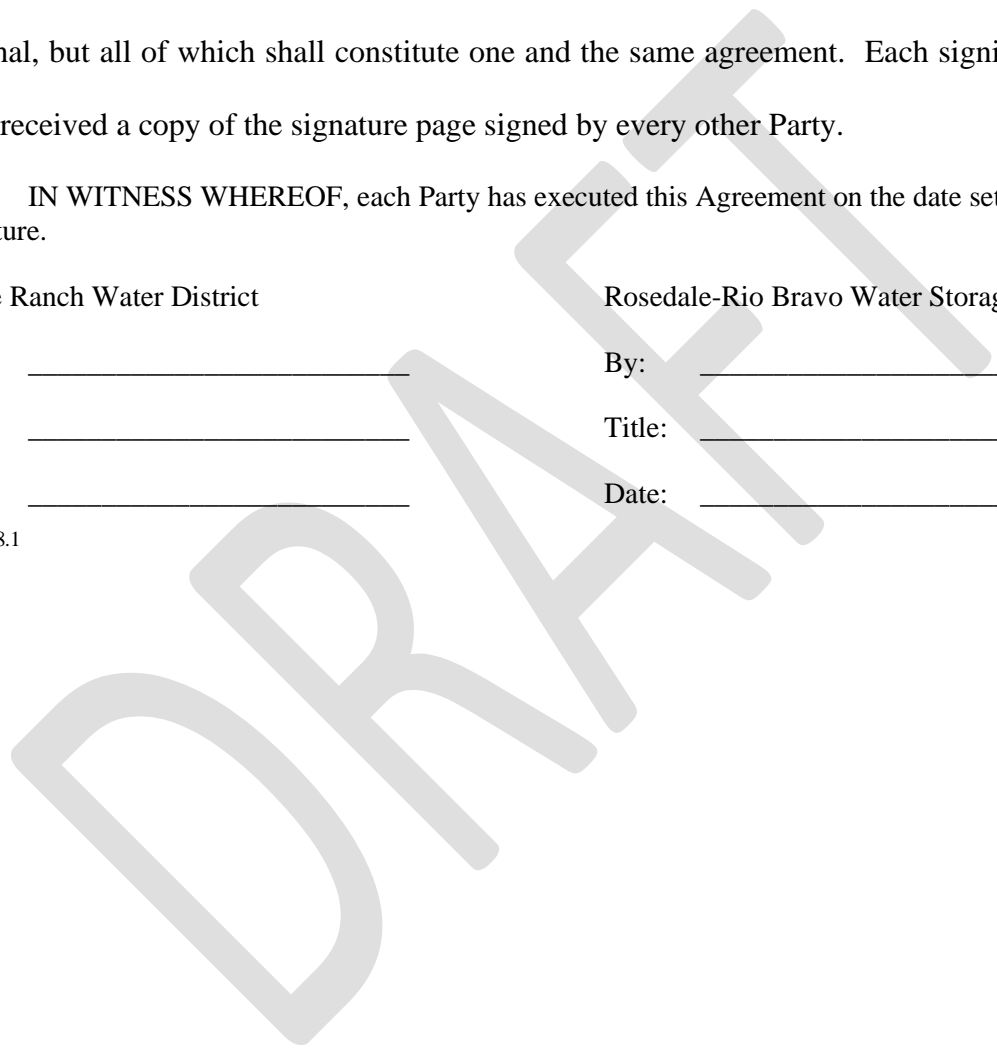 nal, but all of which shall constitute one and the same agreement. Each signi
received a copy of the signature page signed by every other Party.
IN WITNESS WHEREOF, each Party has executed this Agreement on the date set
ture.
e Ranch Water District
Rosedale-Rio Bravo Water Storag
By:
Title:
Date:
8.1
DRAFT